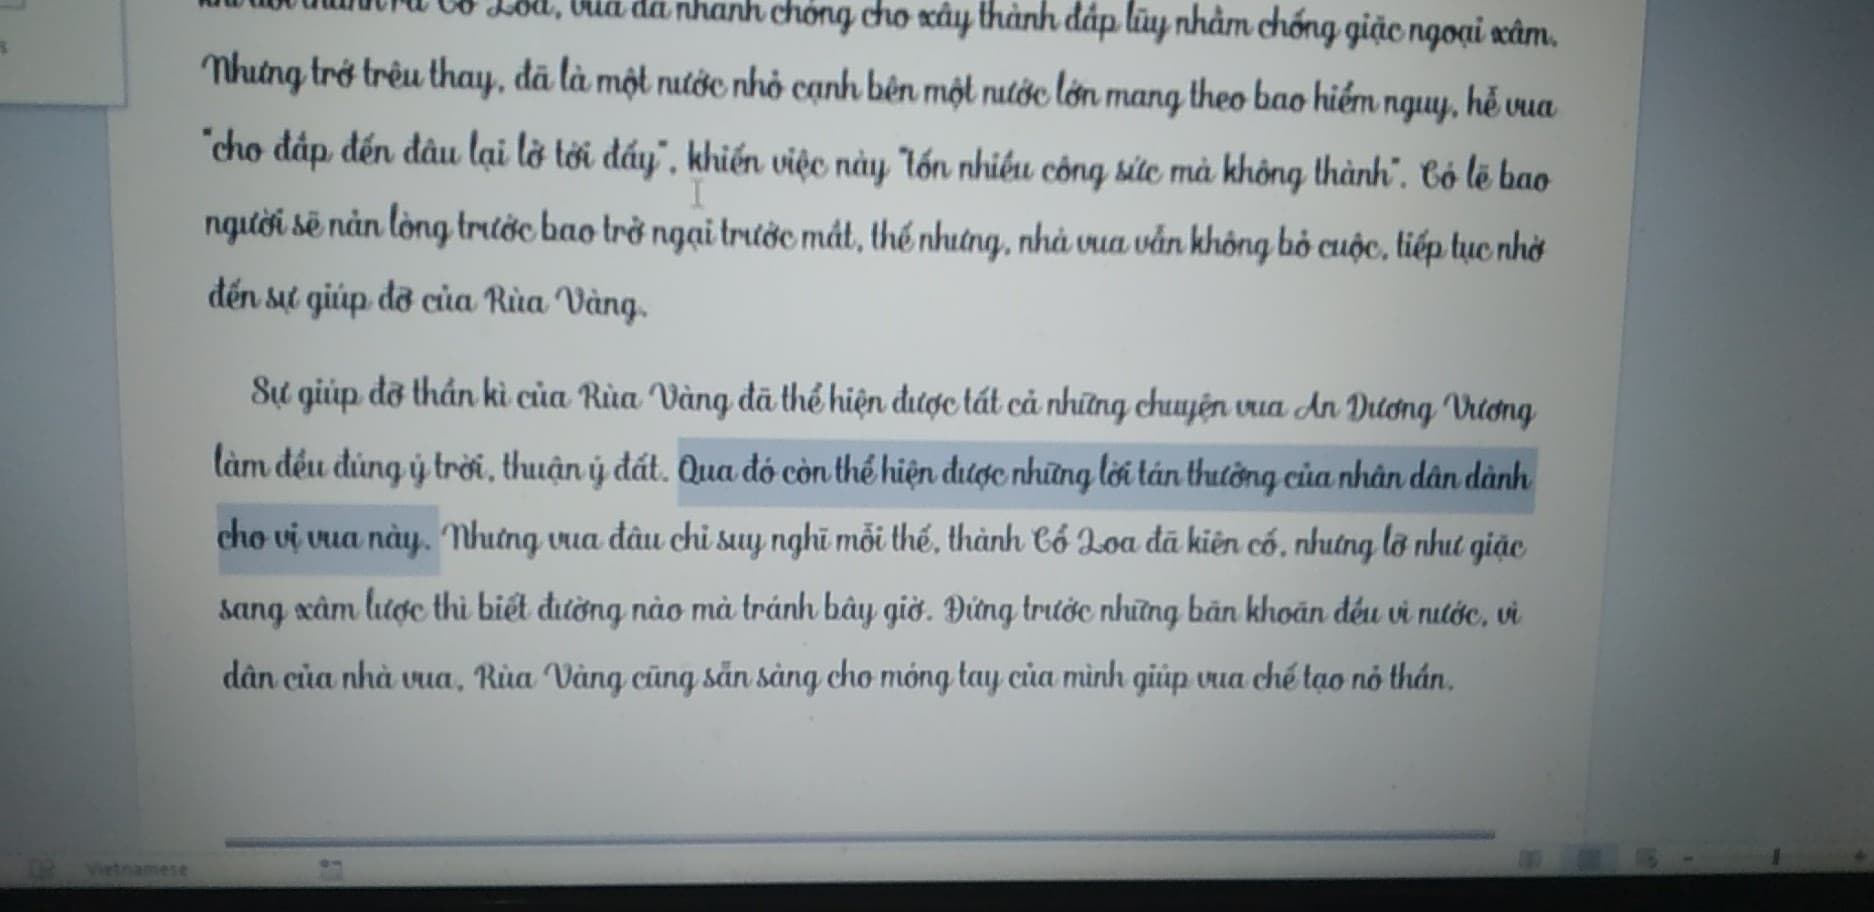 Cổ Loa, vua đã nhanh chóng cho xây thành đắp lũy nhằm chống giặc ngoại xâm.
Nhưng trớ trêu thay, đã là một nước nhỏ cạnh bên một nước lớn mang theo bao hiểm nguy, hễ vua
"cho đắp đến đâu lại lở tới đấy", khiến việc này "tốn nhiều công sức mà không thành". Có lẽ bao
người sẽ nản lòng trước bao trở ngại trước mắt, thế nhưng, nhà vua vẫn không bỏ cuộc, tiếp tục nhờ
đến sự giúp đỡ của Rùa Vàng.
Sự giúp đỡ thần kì của Rùa Vàng đã thể hiện được tất cả những chuyện vua An Dương Vương
làm đều đúng ý trời, thuận ý đất. Qua đó còn thể hiện được những lời tán thưởng của nhân dân dành
cho vị vua này. Nhưng vua đâu chỉ suy nghĩ mỗi thế, thành Cổ Loa đã kiên cố, nhưng lỡ như giặc
sang xâm lược thì biết đường nào mà tránh bây giờ. Đứng trước những băn khoăn đều vì nước, vì
dân của nhà vua, Rùa Vàng cũng sẵn sàng cho móng tay của mình giúp vua chế tạo nỏ thần.
Vietnamese